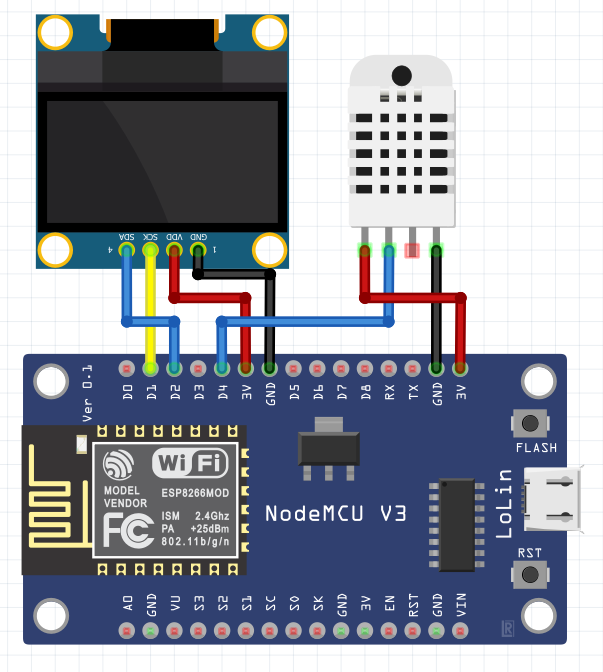 4 SDA SCK VDD GND 1
D0 D1 D2 D3 D4 3V GND D5 D6 D7 D8 RX TX GND 3V
Ver 0.1
FLASH
WiFi
MODEL
VENDOR
ESP8266MOD
FC
ISM 2.4Ghz
PA +25dBm
802.11b/g/n
NodeMCU V3
LoLin
RST
A0 GND VU S3 S2 S1 SC S0 SK GND 3V EN RST GND VIN
R